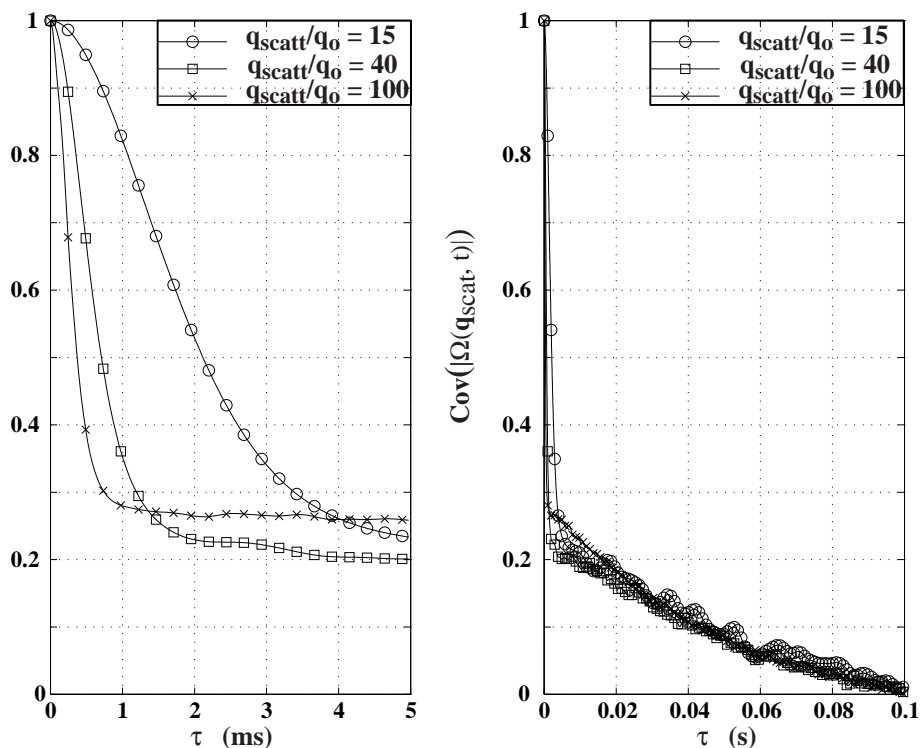 1
0.8
0.6
0.4
0.2
0
0 1 2 3 4 5
τ (ms)
q_scatt/q_o = 15
q_scatt/q_o = 40
q_scatt/q_o = 100
Cov(|Ω(q_scat, t)|
1
0.8
0.6
0.4
0.2
0
0 0.02 0.04 0.06 0.08 0.1
τ (s)
q_scatt/q_o = 15
q_scatt/q_o = 40
q_scatt/q_o = 100